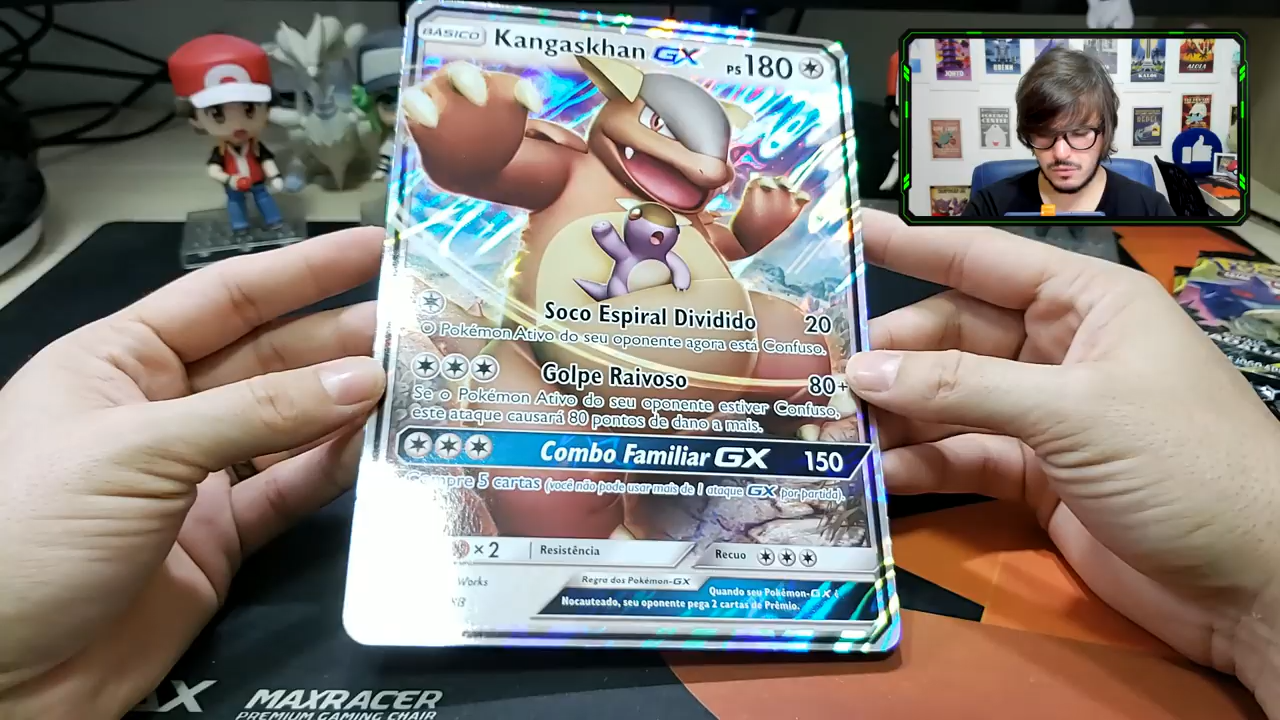 BÁSICO
Kangaskhan GX
PS 180
Soco Espiral Dividido 20
O Pokémon Ativo do seu oponente agora está Confuso.
Golpe Raivoso 80+
Se o Pokémon Ativo do seu oponente estiver Confuso,
este ataque causará 80 pontos de dano a mais.
Combo Familiar GX 150
5 cartas (você não pode usar mais de 1 ataque GX por partida).
× 2
Resistência
Recuo
Works
Regra dos Pokémon-GX
Quando seu Pokémon-GX é
Nocauteado, seu oponente pega 2 cartas de Prêmio.
MAXRACER
PREMIUM GAMING CHAIR
JOHTO
KALOS
ALOLA